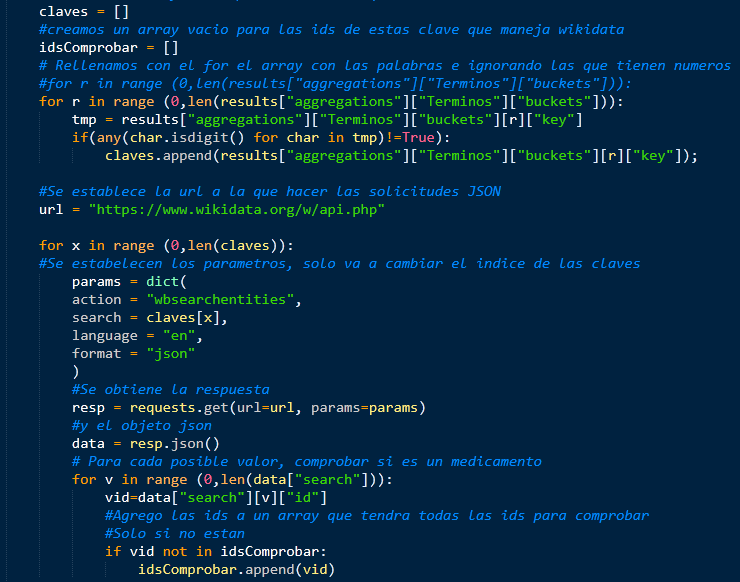 claves = []
#creamos un array vacio para las ids de estas clave que maneja wikidata
idsComprobar = []
# Rellenamos con el for el array con las palabras e ignorando las que tienen numeros
#for r in range (0,len(results["aggregations"]["Terminos"]["buckets"])):
for r in range (0,len(results["aggregations"]["Terminos"]["buckets"])):
    tmp = results["aggregations"]["Terminos"]["buckets"][r]["key"]
    if(any(char.isdigit() for char in tmp)!=True):
        claves.append(results["aggregations"]["Terminos"]["buckets"][r]["key"]);
#Se establece la url a la que hacer las solicitudes JSON
url = "https://www.wikidata.org/w/api.php"
for x in range (0,len(claves)):
#Se estabelecen los parametros, solo va a cambiar el indice de las claves
    params = dict(
    action = "wbsearchentities",
    search = claves[x],
    language = "en",
    format = "json"
    )
    #Se obtiene la respuesta
    resp = requests.get(url=url, params=params)
    #y el objeto json
    data = resp.json()
    # Para cada posible valor, comprobar si es un medicamento
    for v in range (0,len(data["search"])):
        vid=data["search"][v]["id"]
        #Agrego las ids a un array que tendra todas las ids para comprobar
        #Solo si no estan
        if vid not in idsComprobar:
            idsComprobar.append(vid)